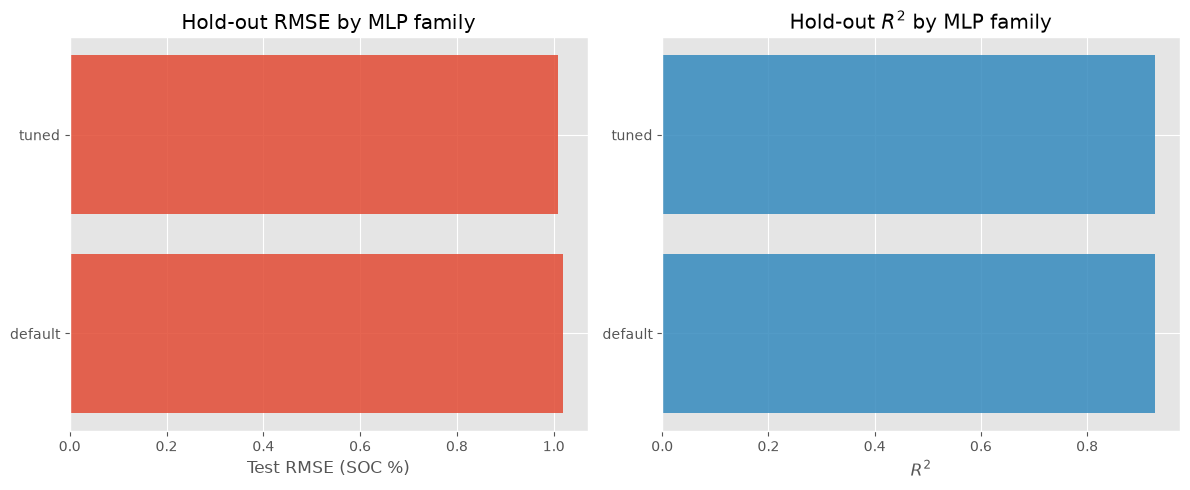 Hold-out RMSE by MLP family
tuned
default
0.0 0.2 0.4 0.6 0.8 1.0
Test RMSE (SOC %)
Hold-out R² by MLP family
tuned
default
0.0 0.2 0.4 0.6 0.8
R²